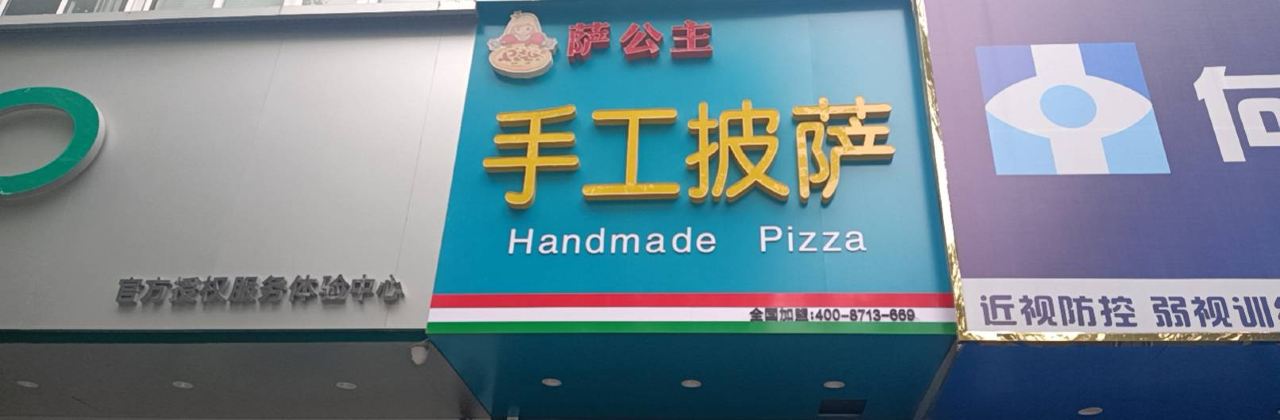 萨公主
手工披萨
Handmade Pizza
全国加盟:400-8713-669
官方授权服务体验中心
近视防控 弱视训